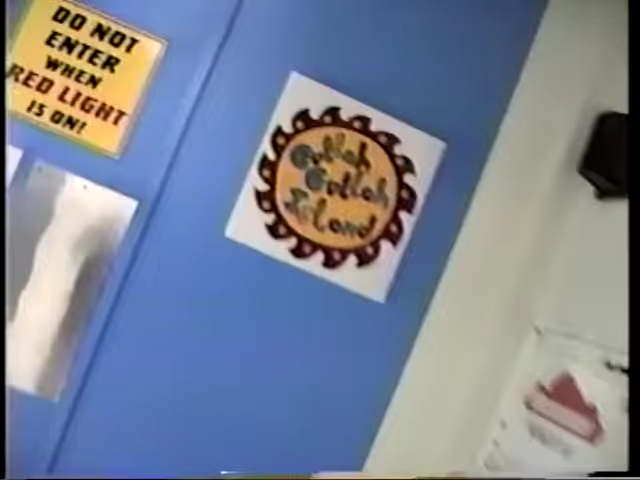 DO NOT
ENTER
WHEN
RED LIGHT
IS ON!
Gullah
Gullah
Island